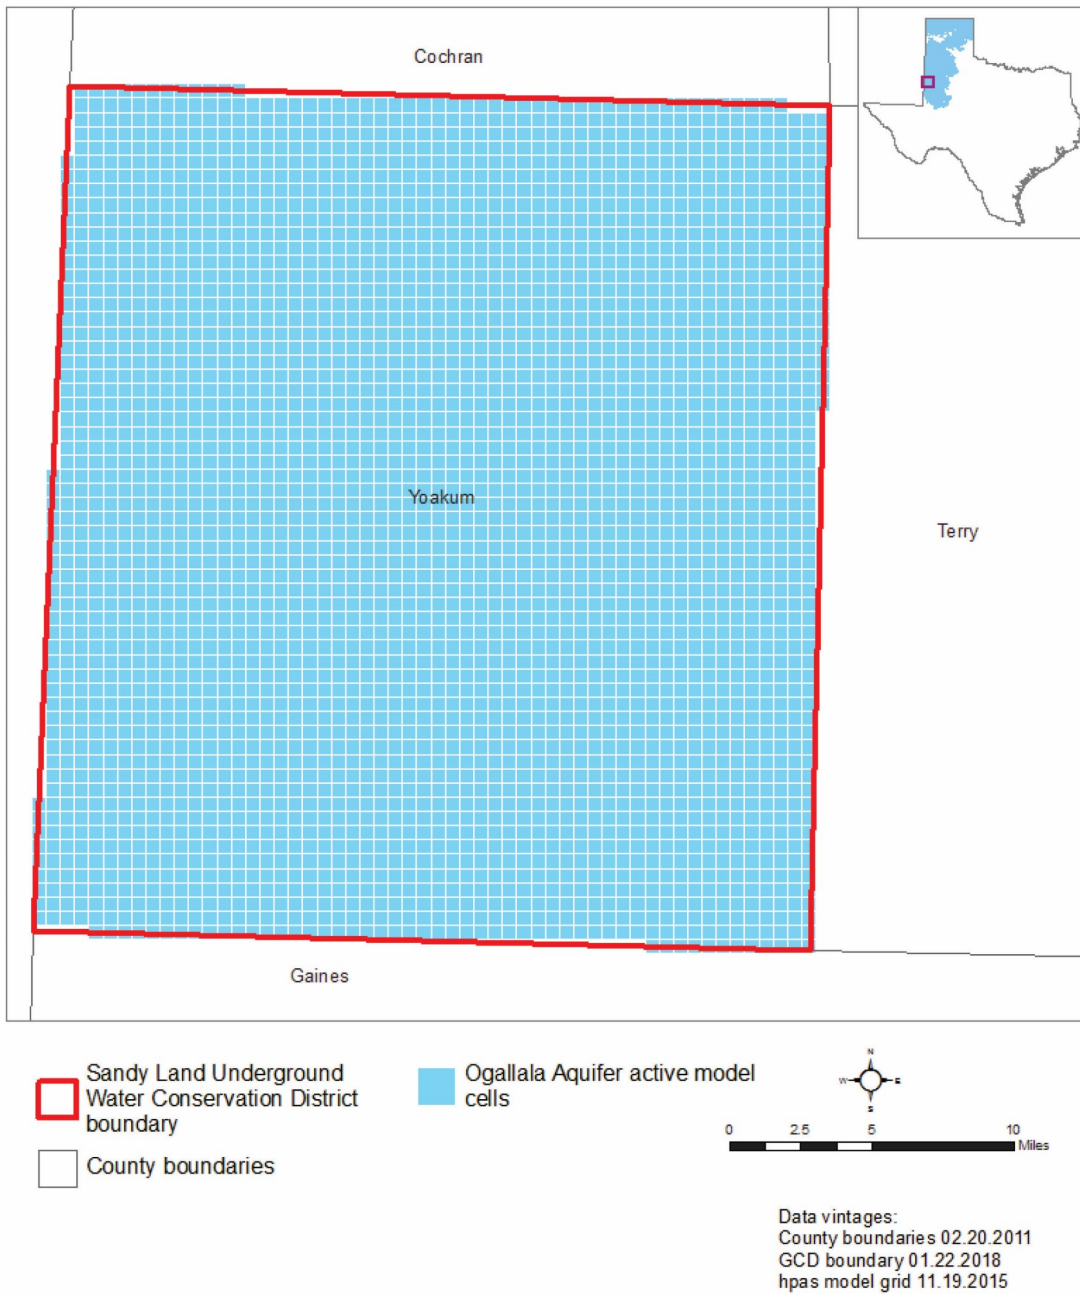 Cochran
Yoakum
Terry
Gaines
Sandy Land Underground
Water Conservation District
boundary
County boundaries
Ogallala Aquifer active model
cells
N
W
E
S
0 2.5 5 10
Miles
Data vintages:
County boundaries 02.20.2011
GCD boundary 01.22.2018
hpas model grid 11.19.2015